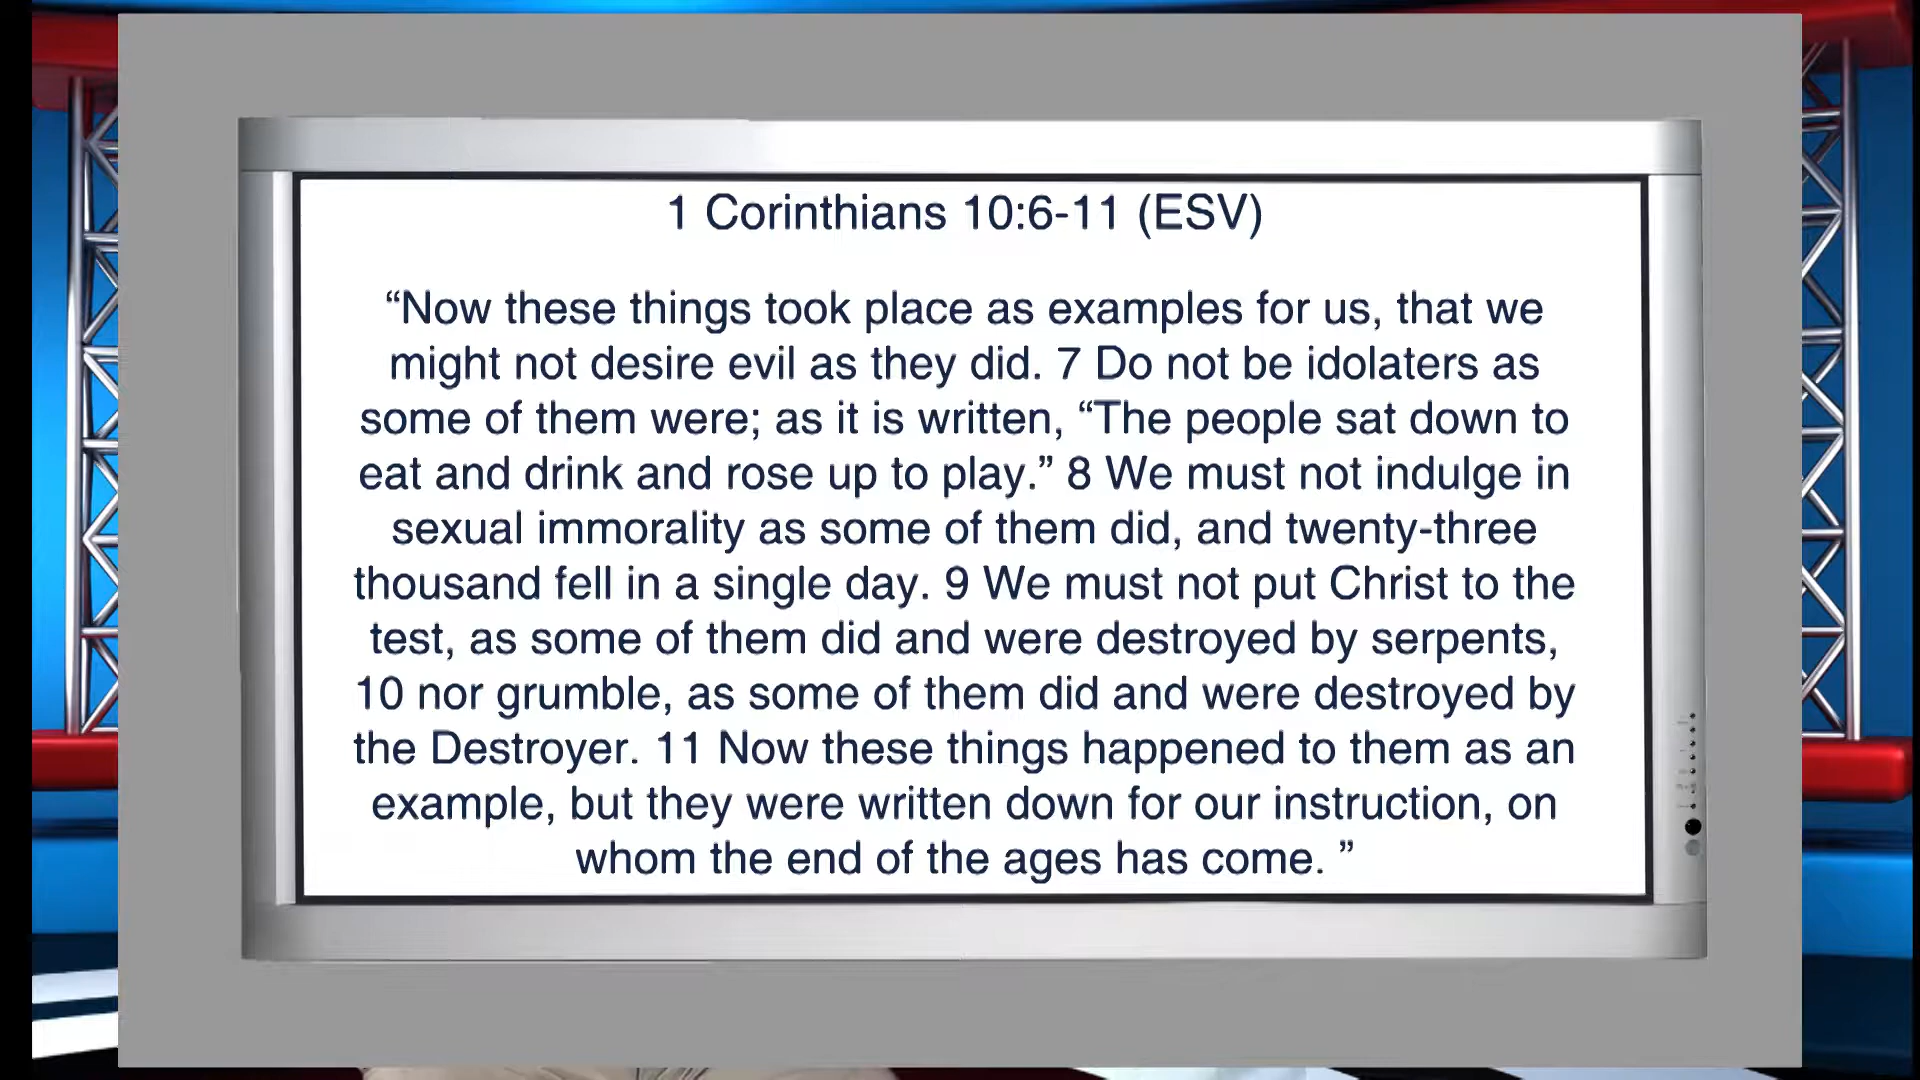 1 Corinthians 10:6-11 (ESV)
“Now these things took place as examples for us, that we
might not desire evil as they did. 7 Do not be idolaters as
some of them were; as it is written, “The people sat down to
eat and drink and rose up to play.” 8 We must not indulge in
sexual immorality as some of them did, and twenty-three
thousand fell in a single day. 9 We must not put Christ to the
test, as some of them did and were destroyed by serpents,
10 nor grumble, as some of them did and were destroyed by
the Destroyer. 11 Now these things happened to them as an
example, but they were written down for our instruction, on
whom the end of the ages has come. ”